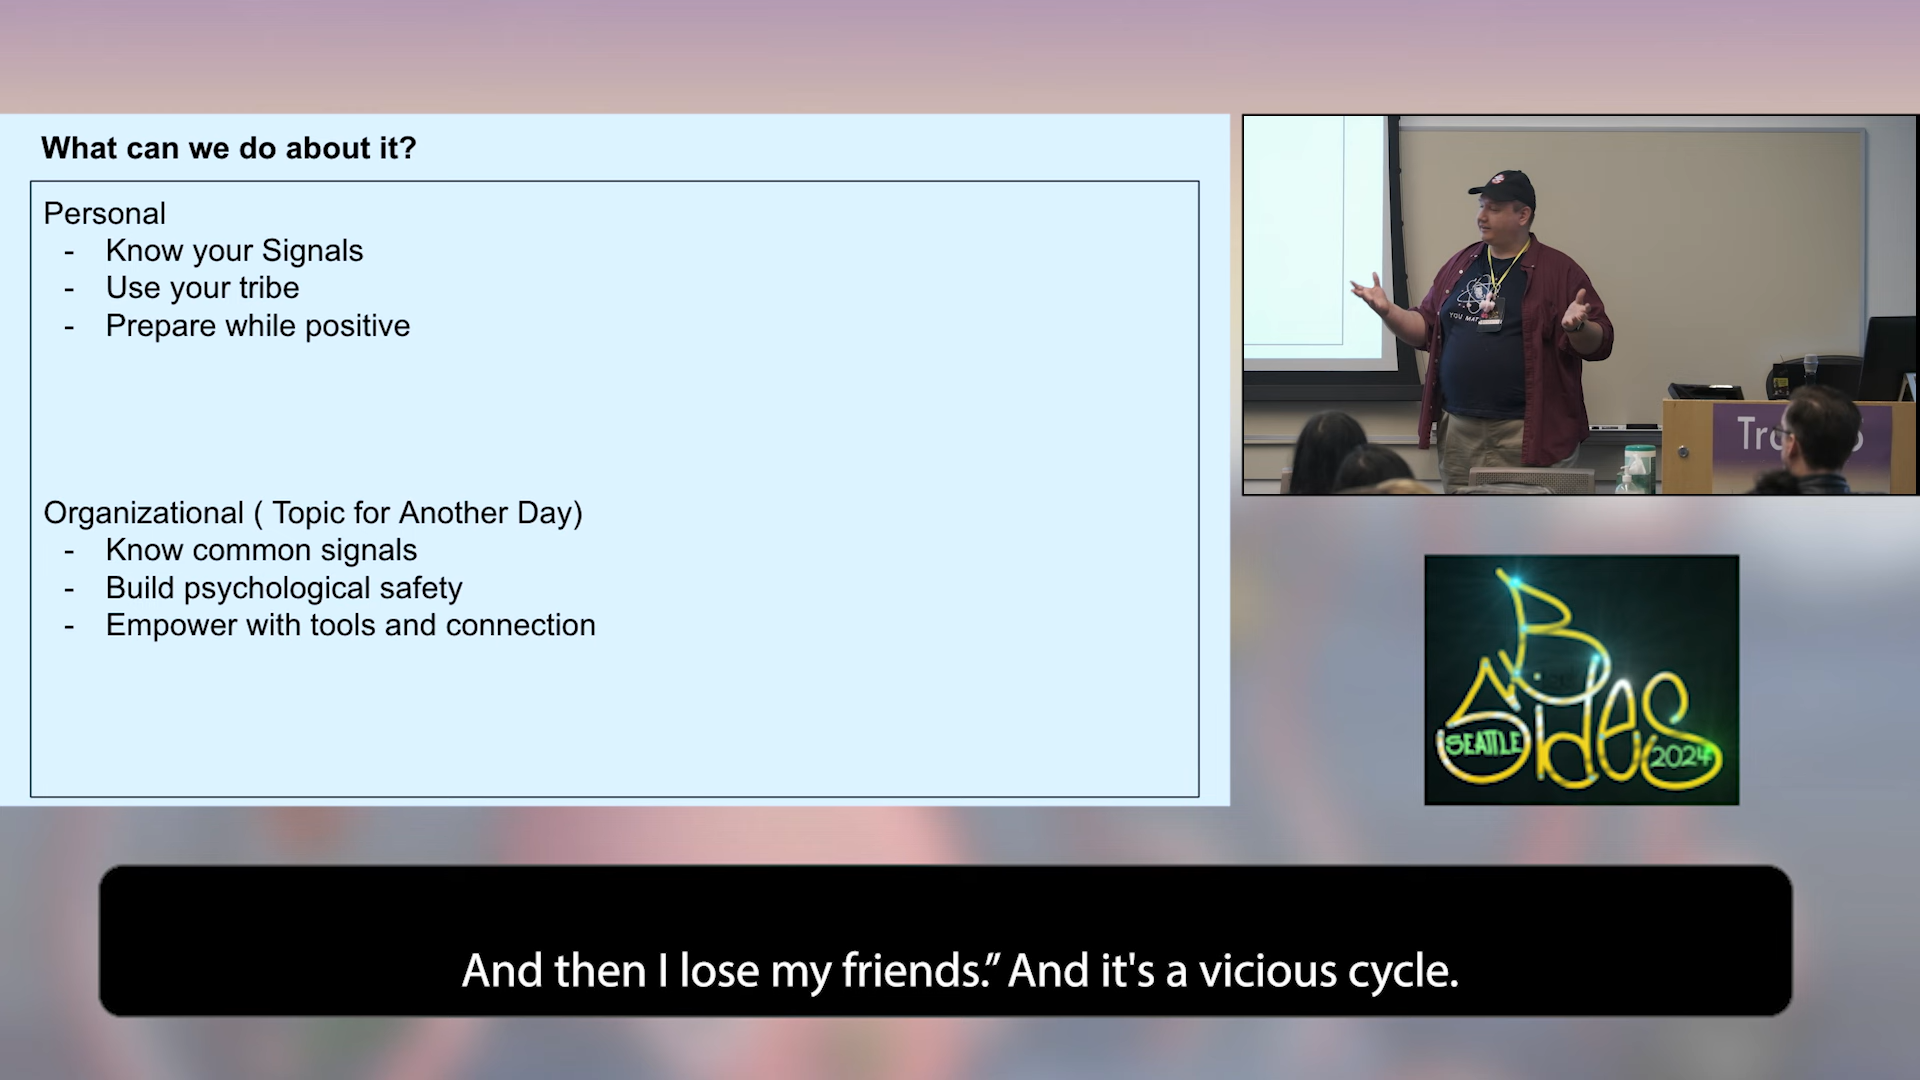 What can we do about it?
Personal
- Know your Signals
- Use your tribe
- Prepare while positive
Organizational ( Topic for Another Day)
- Know common signals
- Build psychological safety
- Empower with tools and connection
YOU
BSides
SEATTLE
2024
And then I lose my friends.” And it's a vicious cycle.